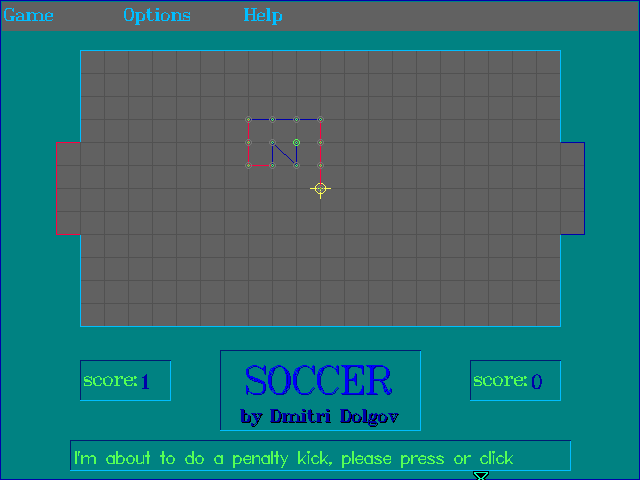 Game Options Help
score:1
SOCCER
by Dmitri Dolgov
score:0
I'm about to do a penalty kick, please press or click